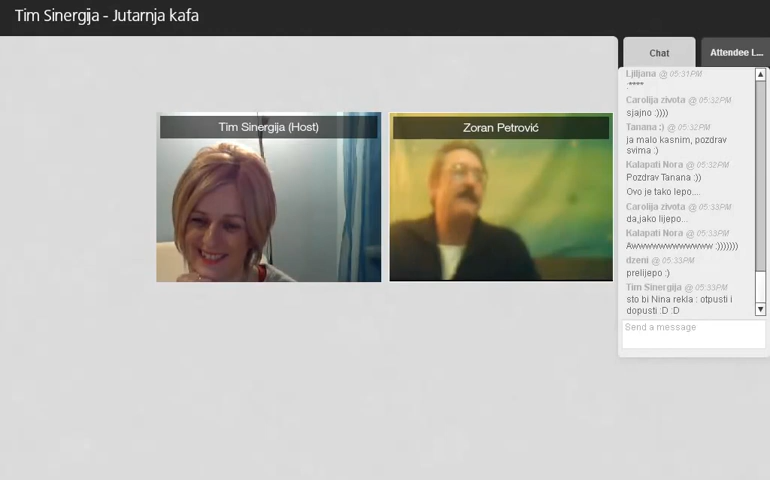 Tim Sinergija - Jutarnja kafa
Tim Sinergija (Host)
Zoran Petrović
Chat
Attendee L...
Ljiljana @ 05:31PM
:****
Carolija zivota @ 05:32PM
sjajno :))))
Tanana :) @ 05:32PM
ja malo kasnim, pozdrav
svima :)
Kalapati Nora @ 05:32PM
Pozdrav Tanana :))
Ovo je tako lepo....
Carolija zivota @ 05:33PM
da,jako lijepo...
Kalapati Nora @ 05:33PM
Awwwwwwwwwwww :)))))))
dzeni @ 05:33PM
prelijepo :)
Tim Sinergija @ 05:33PM
sto bi Nina rekla : otpusti i
dopusti :D :D
Send a message